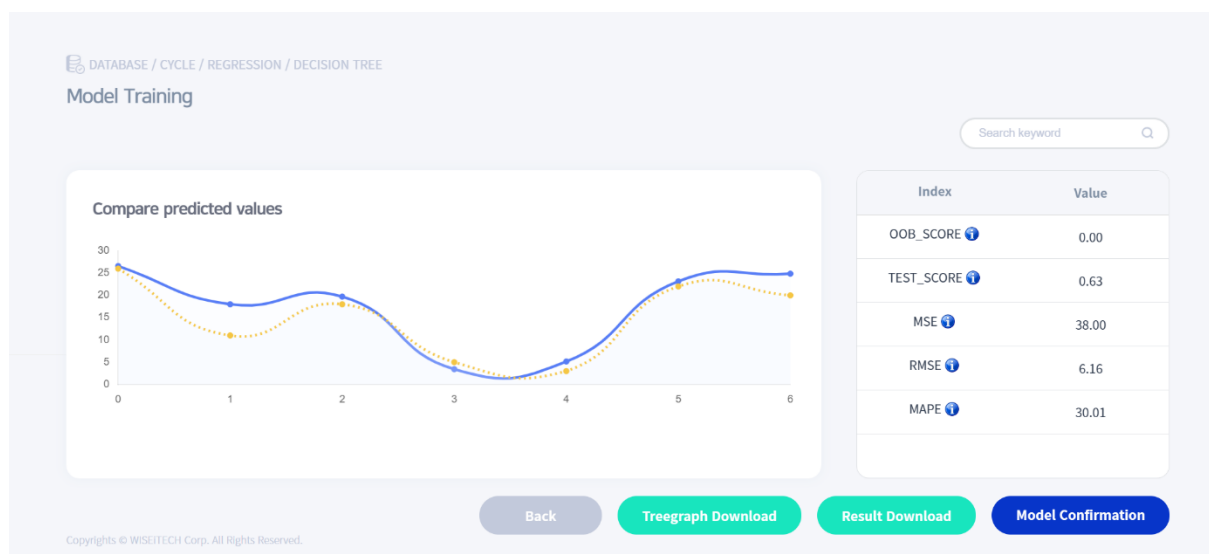 DATABASE / CYCLE / REGRESSION / DECISION TREE
Model Training
Search keyword
Compare predicted values
30
25
20
15
10
5
0
0 1 2 3 4 5 6
Index Value
OOB_SCORE 0.00
TEST_SCORE 0.63
MSE 38.00
RMSE 6.16
MAPE 30.01
Back Treegraph Download Result Download Model Confirmation
Copyrights © WISEITECH Corp. All Rights Reserved.